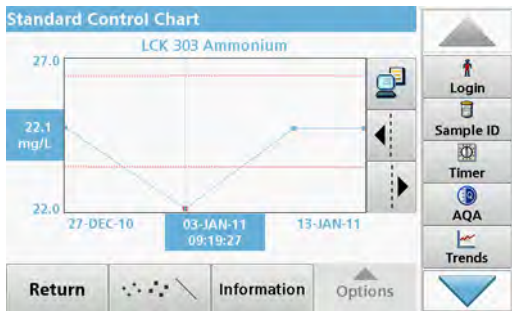 Standard Control Chart
LCK 303 Ammonium
27.0
22.1
mg/L
22.0
27-DEC-10
03-JAN-11
09:19:27
13-JAN-11
Login
Sample ID
Timer
AQA
Trends
Return
Information
Options